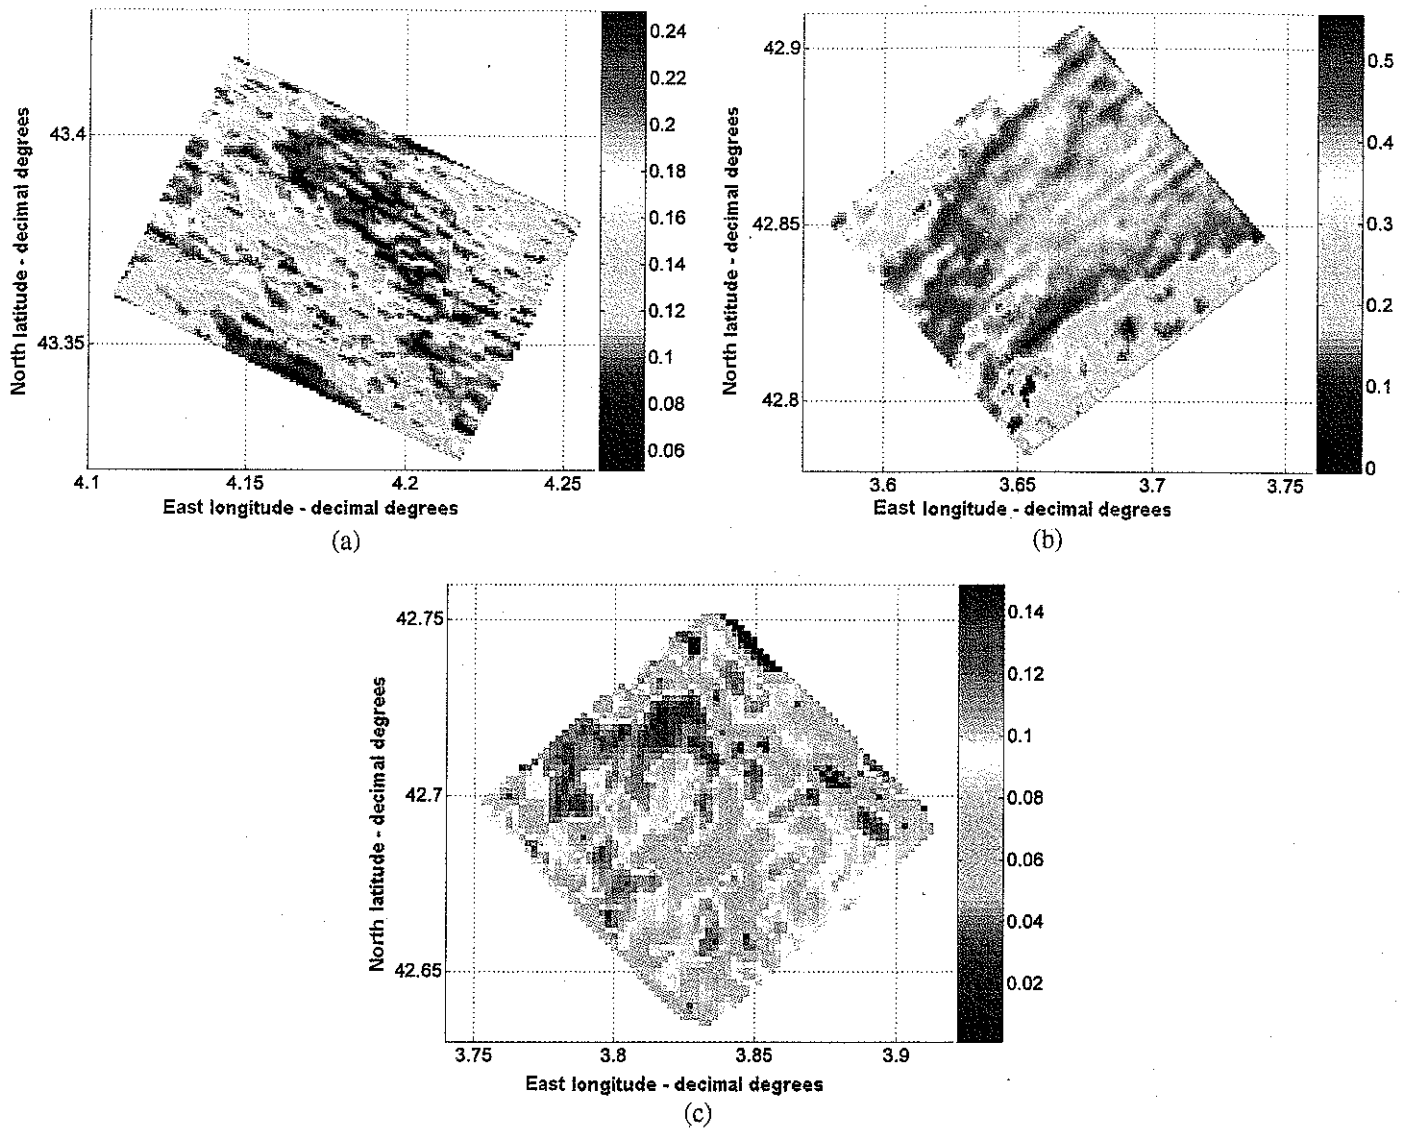 0.24
0.22
0.2
0.18
0.16
0.14
0.12
0.1
0.08
0.06
43.4
43.35
North latitude - decimal degrees
4.1 4.15 4.2 4.25
East longitude - decimal degrees
(a)
42.9
42.85
42.8
North latitude - decimal degrees
0.5
0.4
0.3
0.2
0.1
0
3.6 3.65 3.7 3.75
East longitude - decimal degrees
(b)
42.75
42.7
42.65
North latitude - decimal degrees
0.14
0.12
0.1
0.08
0.06
0.04
0.02
3.75 3.8 3.85 3.9
East longitude - decimal degrees
(c)